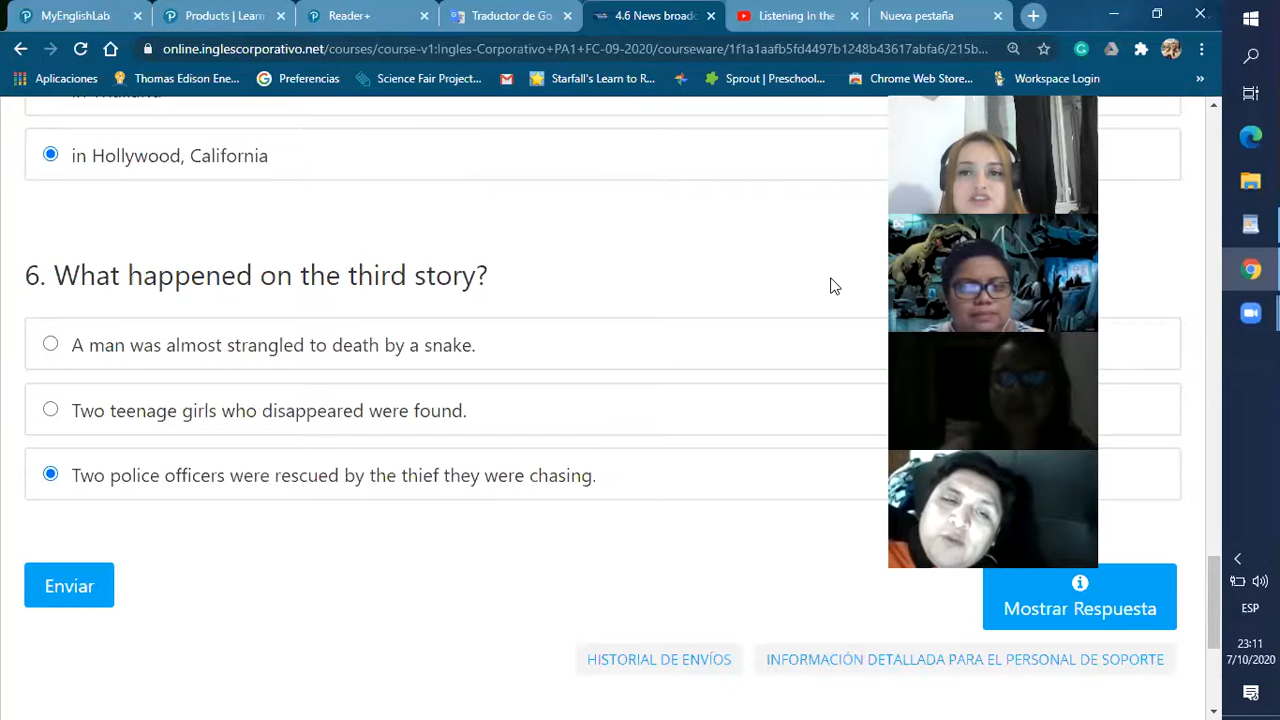 MyEnglishLab
Products | Learn
Reader+
Traductor de Go
4.6 News broad
Listening In the
Nueva pestaña
online.inglescorporativo.net/courses/course-v1:Ingles-Corporativo+PA1+FC-09-2020/courseware/1f1a1aafb5fd4497b1248b43617abfa6/215b...
Aplicaciones
Thomas Edison Ene...
Preferencias
Science Fair Project...
Starfall's Learn to R...
Sprout | Preschool...
Chrome Web Store...
Workspace Login
»
in Hollywood, California
6. What happened on the third story?
A man was almost strangled to death by a snake.
Two teenage girls who disappeared were found.
Two police officers were rescued by the thief they were chasing.
Enviar
Mostrar Respuesta
HISTORIAL DE ENVÍOS
INFORMACIÓN DETALLADA PARA EL PERSONAL DE SOPORTE
ESP
23:11
7/10/2020